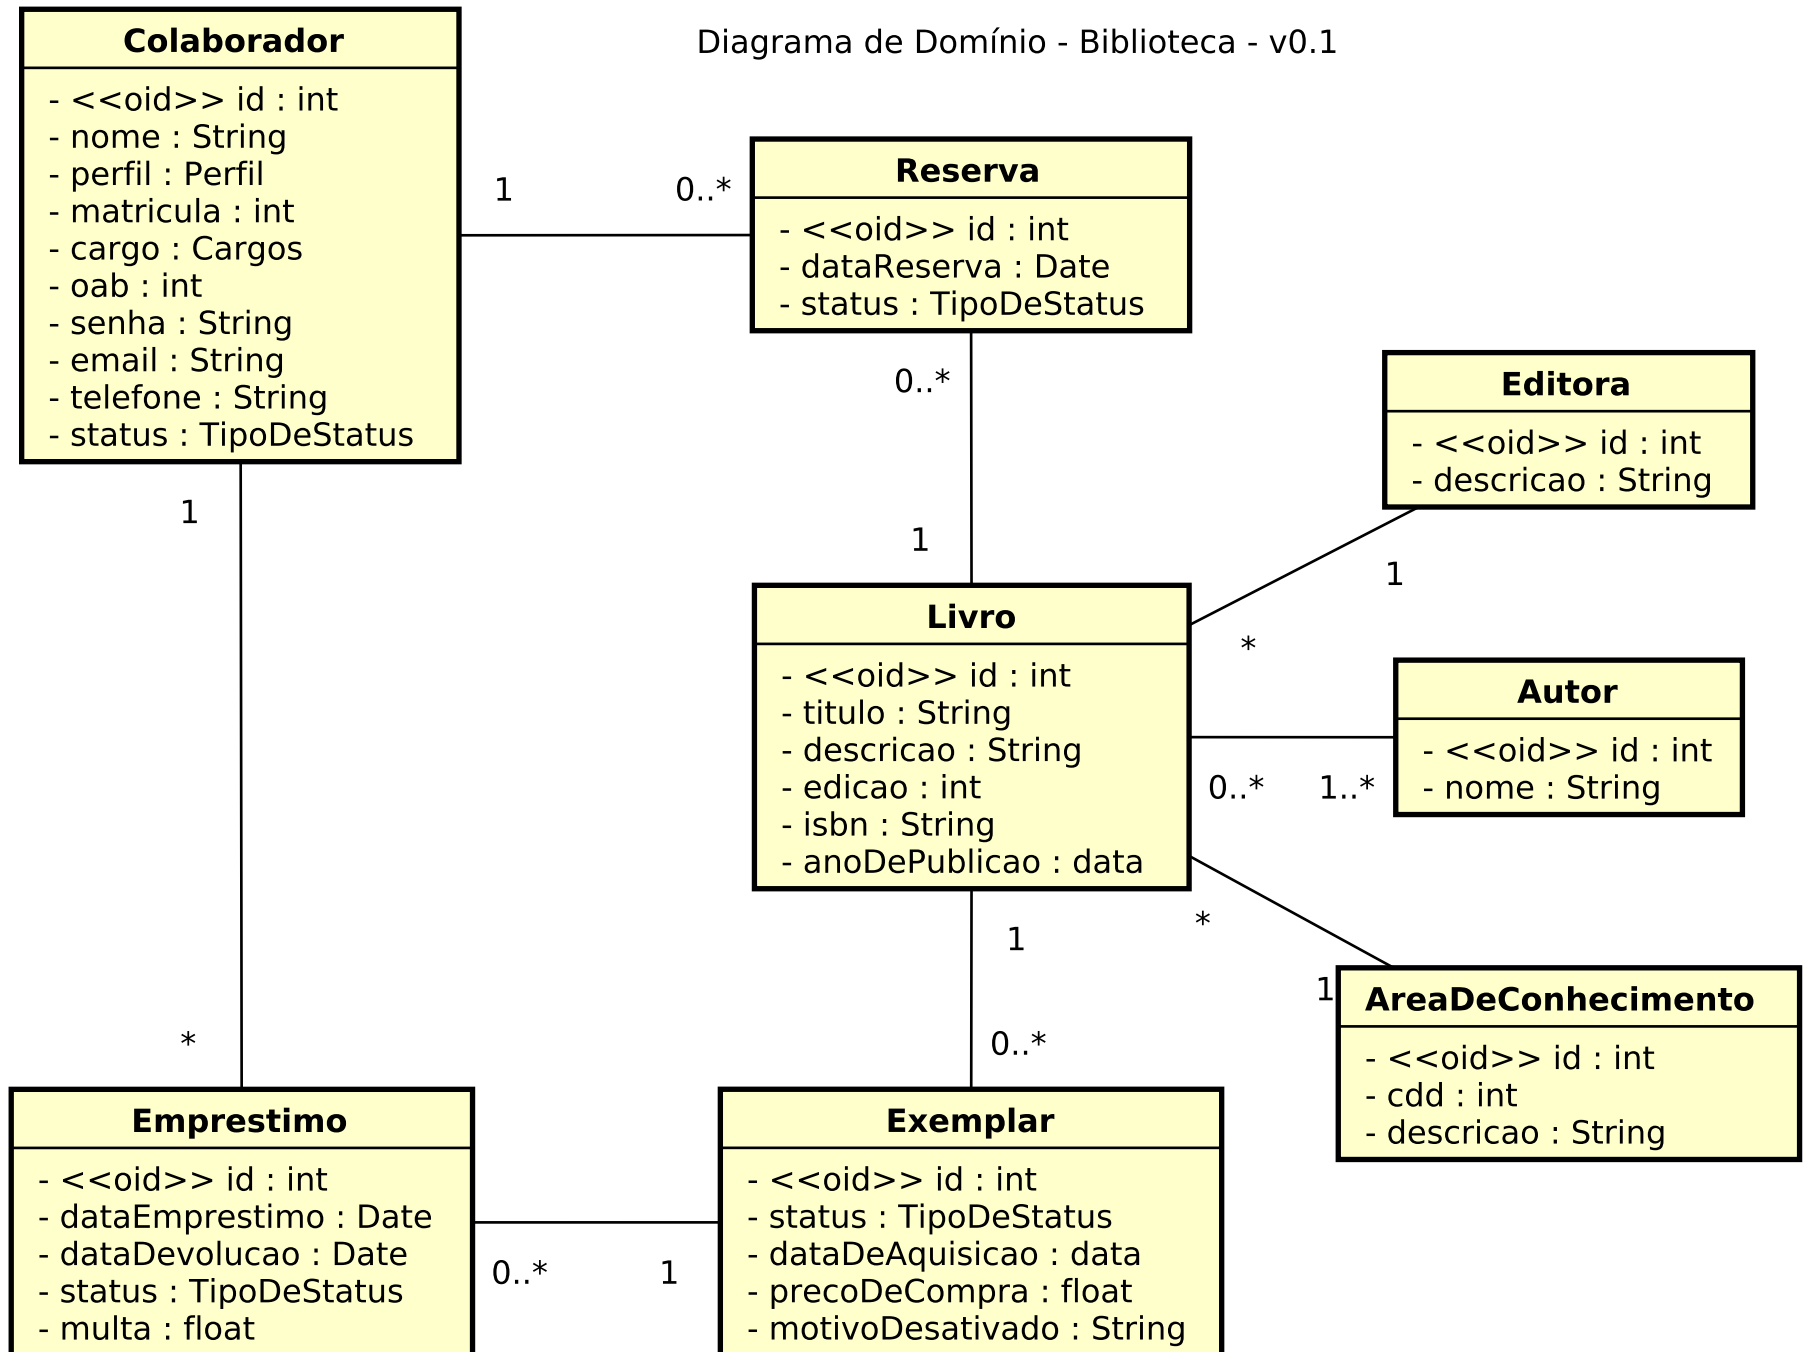 Diagrama de Domínio - Biblioteca - v0.1
Colaborador
- <<oid>> id : int
- nome : String
- perfil : Perfil
- matricula : int
- cargo : Cargos
- oab : int
- senha : String
- email : String
- telefone : String
- status : TipoDeStatus
1
0..*
Reserva
- <<oid>> id : int
- dataReserva : Date
- status : TipoDeStatus
0..*
1
Editora
- <<oid>> id : int
- descricao : String
1
*
Livro
- <<oid>> id : int
- titulo : String
- descricao : String
- edicao : int
- isbn : String
- anoDePublicao : data
0..*
1..*
Autor
- <<oid>> id : int
- nome : String
*
1
AreaDeConhecimento
- <<oid>> id : int
- cdd : int
- descricao : String
1
0..*
1
*
Emprestimo
- <<oid>> id : int
- dataEmprestimo : Date
- dataDevolucao : Date
- status : TipoDeStatus
- multa : float
0..*
1
Exemplar
- <<oid>> id : int
- status : TipoDeStatus
- dataDeAquisicao : data
- precoDeCompra : float
- motivoDesativado : String